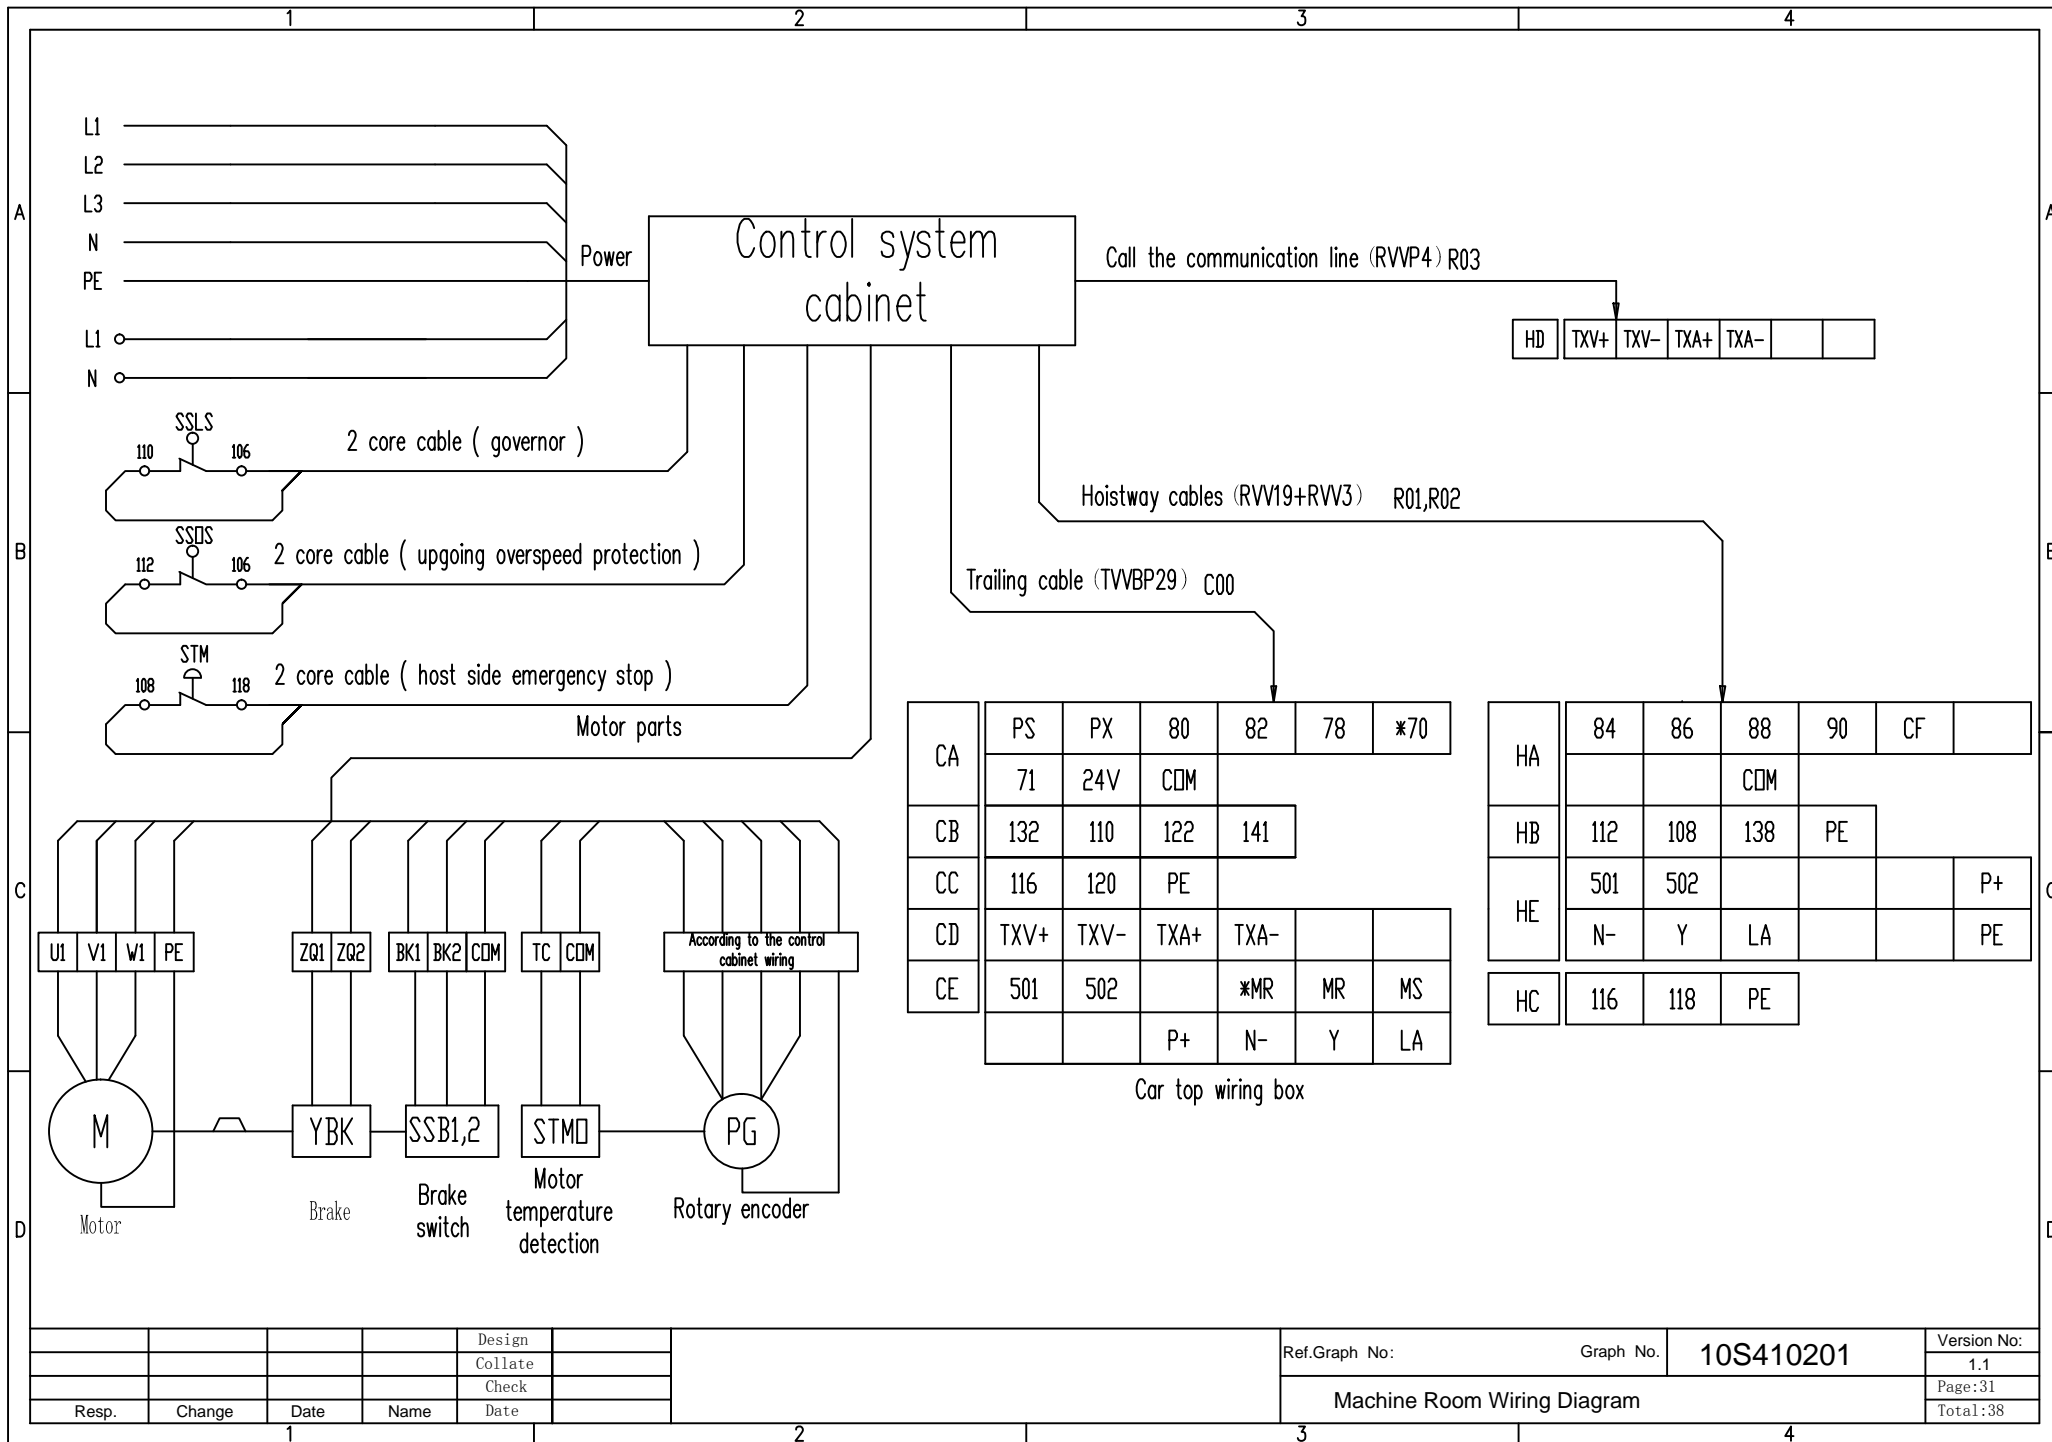 1 2 3 4
L1
L2
L3
A A
N
Power
PE
L1
N
Control system
cabinet
Call the communication line (RVVP4) R03
HD TXV+ TXV- TXA+ TXA-
SSLS
110 106
2 core cable ( governor )
SSOS
112 106
2 core cable ( upgoing overspeed protection )
B B
STM
108 118
2 core cable ( host side emergency stop )
Motor parts
Hoistway cables (RVV19+RVV3) R01,R02
Trailing cable (TVVBP29) C00
CA PS PX 80 82 78 *70
71 24V COM
CB 132 110 122 141
CC 116 120 PE
CD TXV+ TXV- TXA+ TXA-
CE 501 502 *MR MR MS
P+ N- Y LA
Car top wiring box
HA 84 86 88 90 CF
COM
HB 112 108 138 PE
HE 501 502 P+
N- Y LA PE
HC 116 118 PE
C C
U1 V1 W1 PE
ZQ1 ZQ2
BK1 BK2 COM
TC COM
According to the control
cabinet wiring
M YBK SSB1,2 STMO PG
Motor
Brake
Brake
switch
Motor
temperature
detection
Rotary encoder
D D
Design
Collate
Check
Resp. Change Date Name Date
Ref.Graph No: Graph No. 10S410201
Machine Room Wiring Diagram
Version No:
1.1
Page:31
Total:38
1 2 3 4